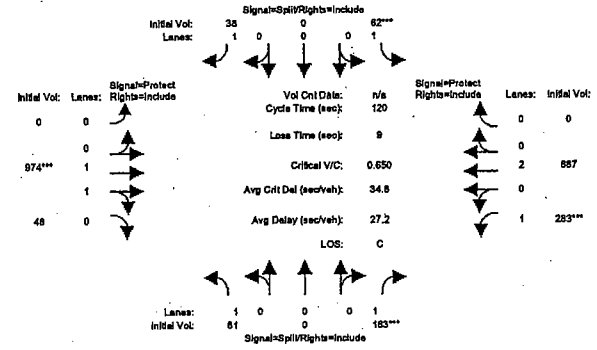 Signal=Split/Rights=Include
Initial Vol: 38 0 62***
Lanes: 1 0 0 0 1
Signal=Protect
Rights=Include
Initial Vol: Lanes:
0 0
0
974*** 1
1
48 0
Vol Cnt Date: n/a
Cycle Time (sec): 120
Loss Time (sec): 9
Critical V/C: 0.650
Avg Crit Del (sec/veh): 34.8
Avg Delay (sec/veh): 27.2
LOS: C
Signal=Protect
Rights=Include
Lanes: Initial Vol:
0 0
0
2 687
0
1 283***
Lanes: 1 0 0 0 1
Initial Vol: 61 0 163***
Signal=Split/Rights=Include